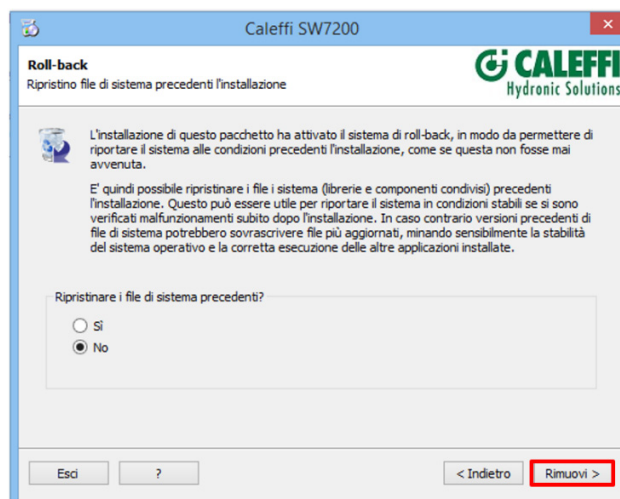 Caleffi SW7200
Roll-back
Ripristino file di sistema precedenti l'installazione
CALEFFI
Hydronic Solutions
L'installazione di questo pacchetto ha attivato il sistema di roll-back, in modo da permettere di
riportare il sistema alle condizioni precedenti l'installazione, come se questa non fosse mai
avvenuta.
E' quindi possibile ripristinare i file i sistema (librerie e componenti condivisi) precedenti
l'installazione. Questo può essere utile per riportare il sistema in condizioni stabili se si sono
verificati malfunzionamenti subito dopo l'installazione. In caso contrario versioni precedenti di
file di sistema potrebbero sovrascrivere file più aggiornati, minando sensibilmente la stabilità
del sistema operativo e la corretta esecuzione delle altre applicazioni installate.
Ripristinare i file di sistema precedenti?
Sì
No
Esci
?
< Indietro
Rimuovi >